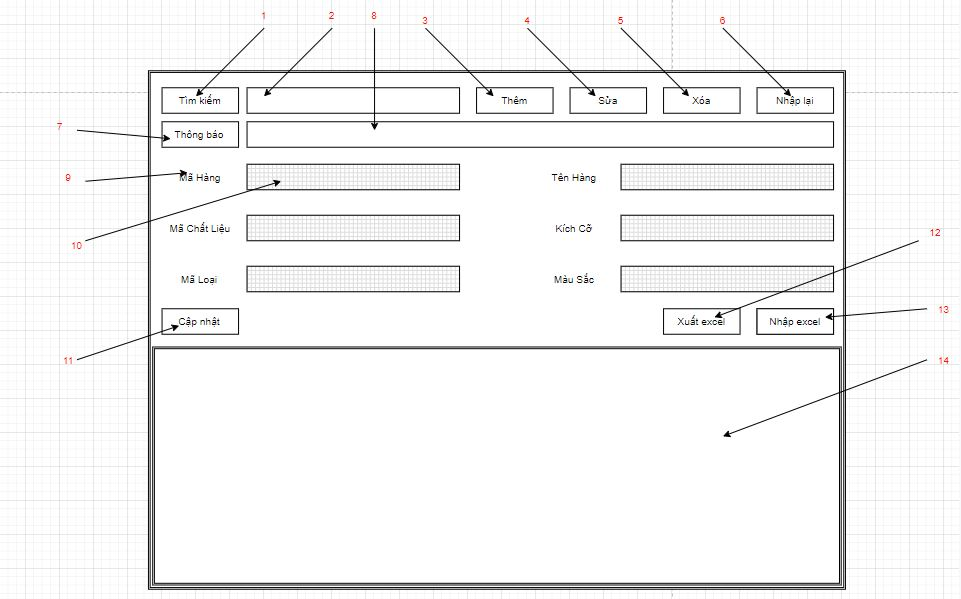 1 2 8 3 4 5 6
Tìm kiếm Thêm Sửa Xóa Nhập lại
7 Thông báo
9 Mã Hàng Tên Hàng
10 Mã Chất Liệu Kích Cỡ 12
Mã Loại Màu Sắc
Cập nhật Xuất excel Nhập excel 13
11 14